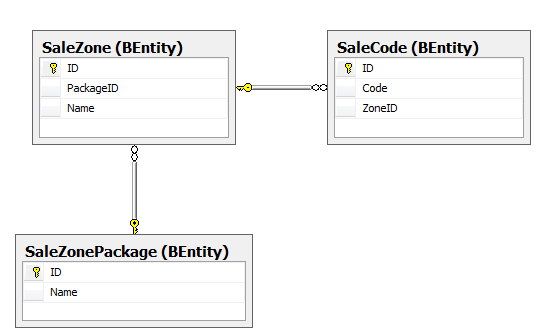 SaleZone (BEntity)
ID
PackageID
Name
SaleCode (BEntity)
ID
Code
ZoneID
SaleZonePackage (BEntity)
ID
Name